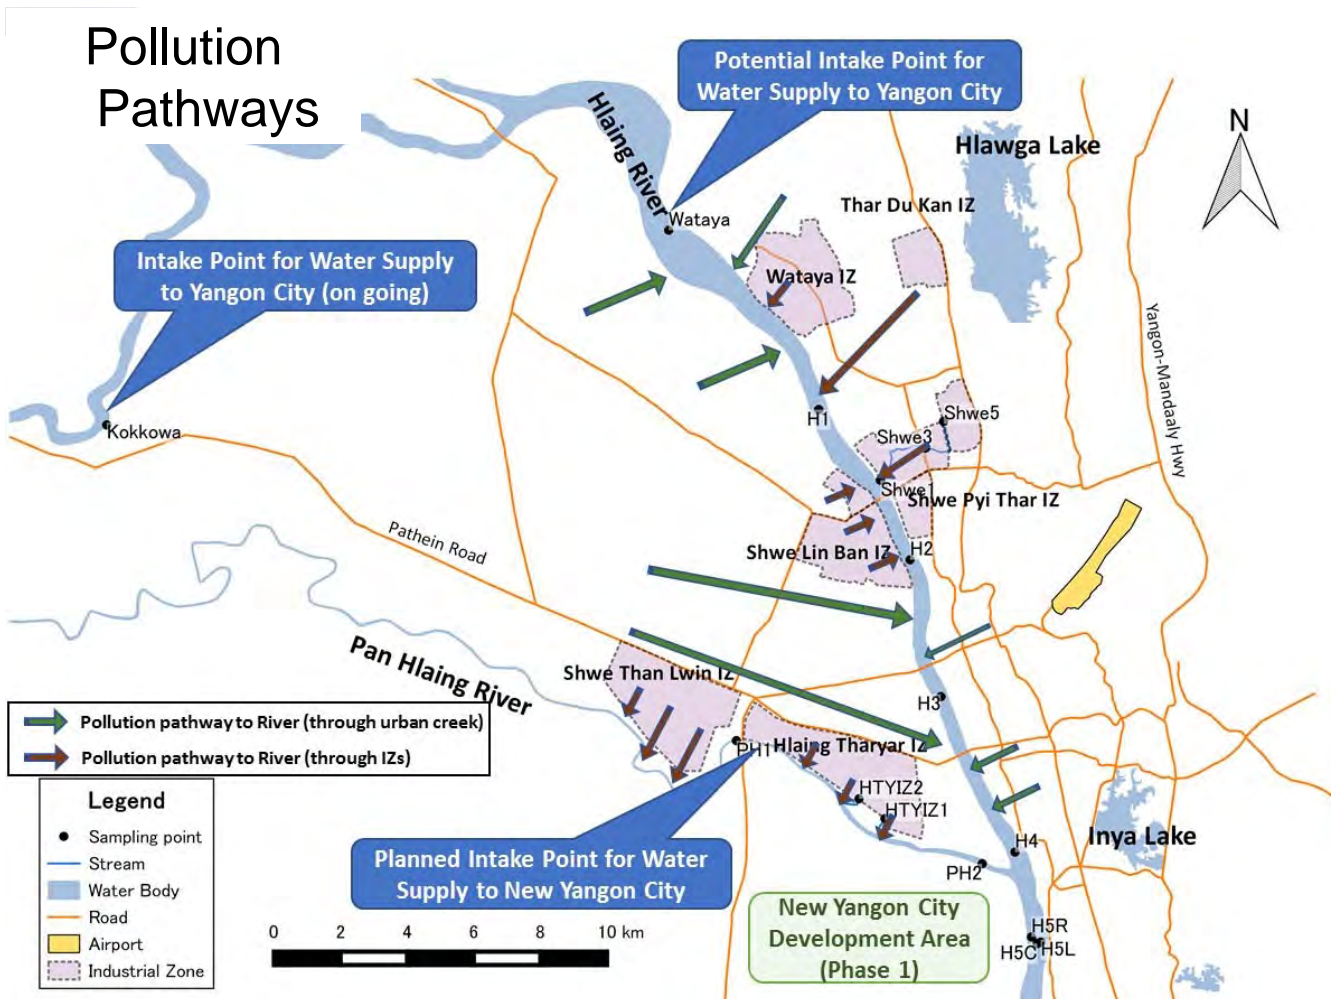 Pollution
Pathways
Potential Intake Point for
Water Supply to Yangon City
N
Hlaing River
Hlawga Lake
Thar Du Kan IZ
Wataya
Intake Point for Water Supply
to Yangon City (on going)
Wataya IZ
Yangon-Mandaaly Hwy
H1
Shwe5
Kokkowa
Shwe3
Shwe1
Shwe Pyi Thar IZ
Pathein Road
Shwe Lin Ban IZ
H2
Pan Hlaing River
Shwe Than Lwin IZ
H3
Pollution pathway to River (through urban creek)
Pollution pathway to River (through IZs)
PH1
Hlaing Tharyar IZ
HTYIZ2
HTYIZ1
Legend
Sampling point
Stream
Water Body
Road
Airport
Industrial Zone
Inya Lake
H4
PH2
Planned Intake Point for Water
Supply to New Yangon City
New Yangon City
Development Area
(Phase 1)
H5R
H5C
H5L
0 2 4 6 8 10 km